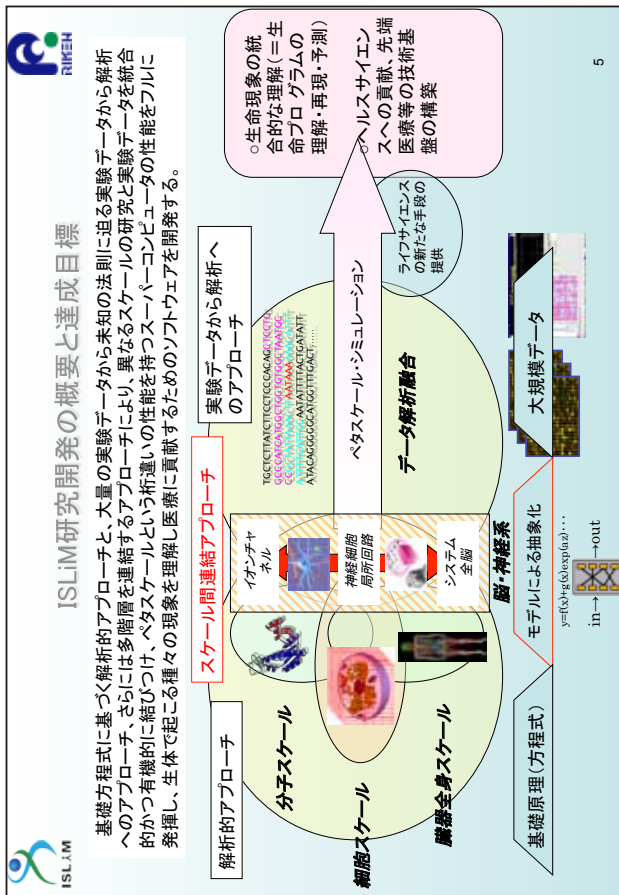 ISLiM
ISLiM研究開発の概要と達成目標
RIKEN
基礎方程式に基づく解析的アプローチと、大量の実験データから未知の法則に迫る実験データから解析
へのアプローチ、さらには多階層を連結するアプローチにより、異なるスケールの研究と実験データを統合
的かつ有機的に結びつけ、ペタスケールという桁違いの性能を持つスーパーコンピュータの性能をフルに
発揮し、生体で起こる種々の現象を理解し医療に貢献するためのソフトウェアを開発する。
解析的アプローチ
スケール間連結アプローチ
実験データから解析へ
のアプローチ
分子スケール
細胞スケール
臓器全身スケール
イオンチャ
ネル
神経細胞
局所回路
システム
全脳
脳・神経系
TGCTCTTATCTTCCTCCCACAGCTCCTG
データ解析融合
ペタスケール・シミュレーション
ライフサイエンス
の新たな手段の
提供
○生命現象の統
合的な理解(＝生
命プロ グラムの
理解・再現・予測)
○ヘルスサイエン
スへの貢献、先端
医療等の技術基
盤の構築
基礎原理(方程式)
モデルによる抽象化
大規模データ
y=f(x)+g(x)exp(az)･･･
in→
→out
5